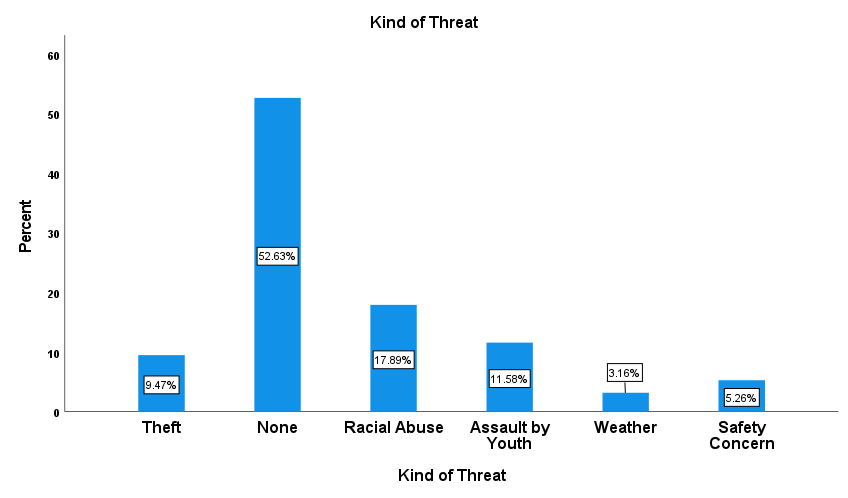 Kind of Threat
60
50
40
30
20
10
0
Percent
9.47%
52.63%
17.89%
11.58%
3.16%
5.26%
Theft
None
Racial Abuse
Assault by
Youth
Weather
Safety
Concern
Kind of Threat